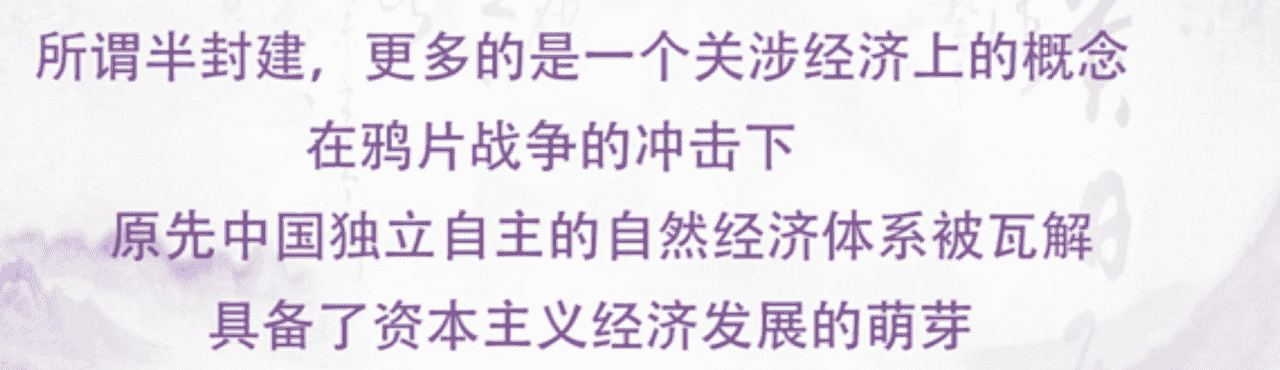 所谓半封建，更多的是一个关涉经济上的概念
在鸦片战争的冲击下
原先中国独立自主的自然经济体系被瓦解
具备了资本主义经济发展的萌芽